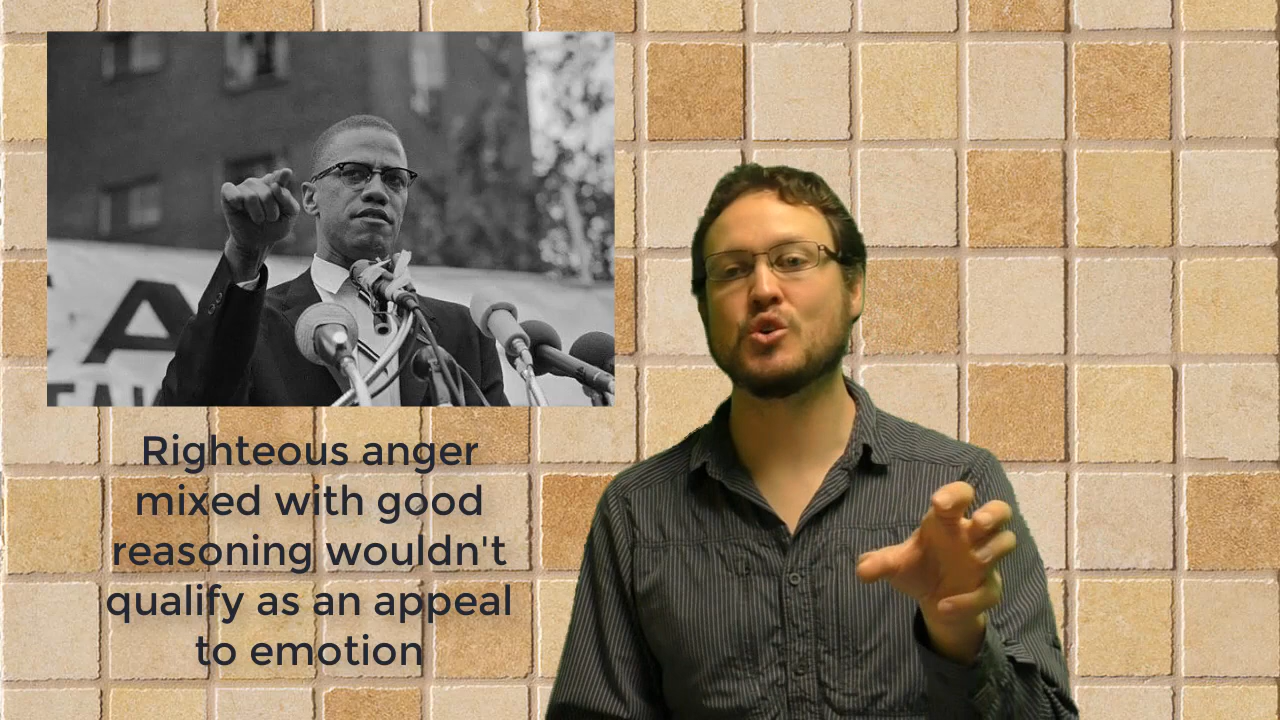 Righteous anger
mixed with good
reasoning wouldn't
qualify as an appeal
to emotion